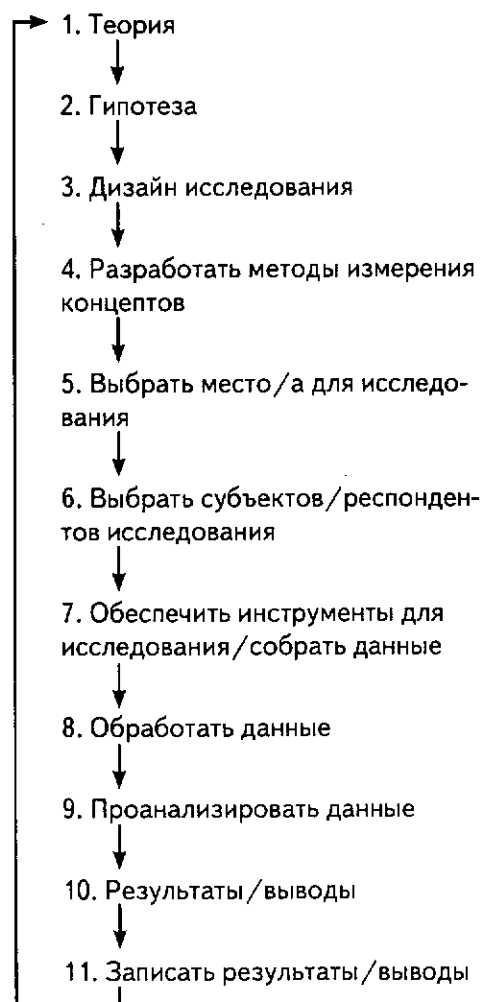 1. Теория
2. Гипотеза
3. Дизайн исследования
4. Разработать методы измерения
концептов
5. Выбрать место/а для исследо-
вания
6. Выбрать субъектов/респонден-
тов исследования
7. Обеспечить инструменты для
исследования/собрать данные
8. Обработать данные
9. Проанализировать данные
10. Результаты/выводы
11. Записать результаты/выводы